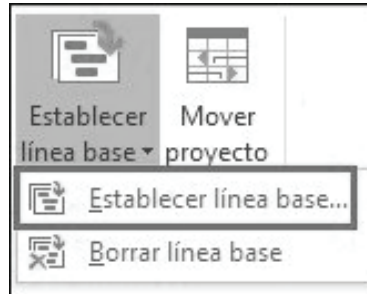 Establecer
línea base
Mover
proyecto
Establecer línea base...
Borrar línea base